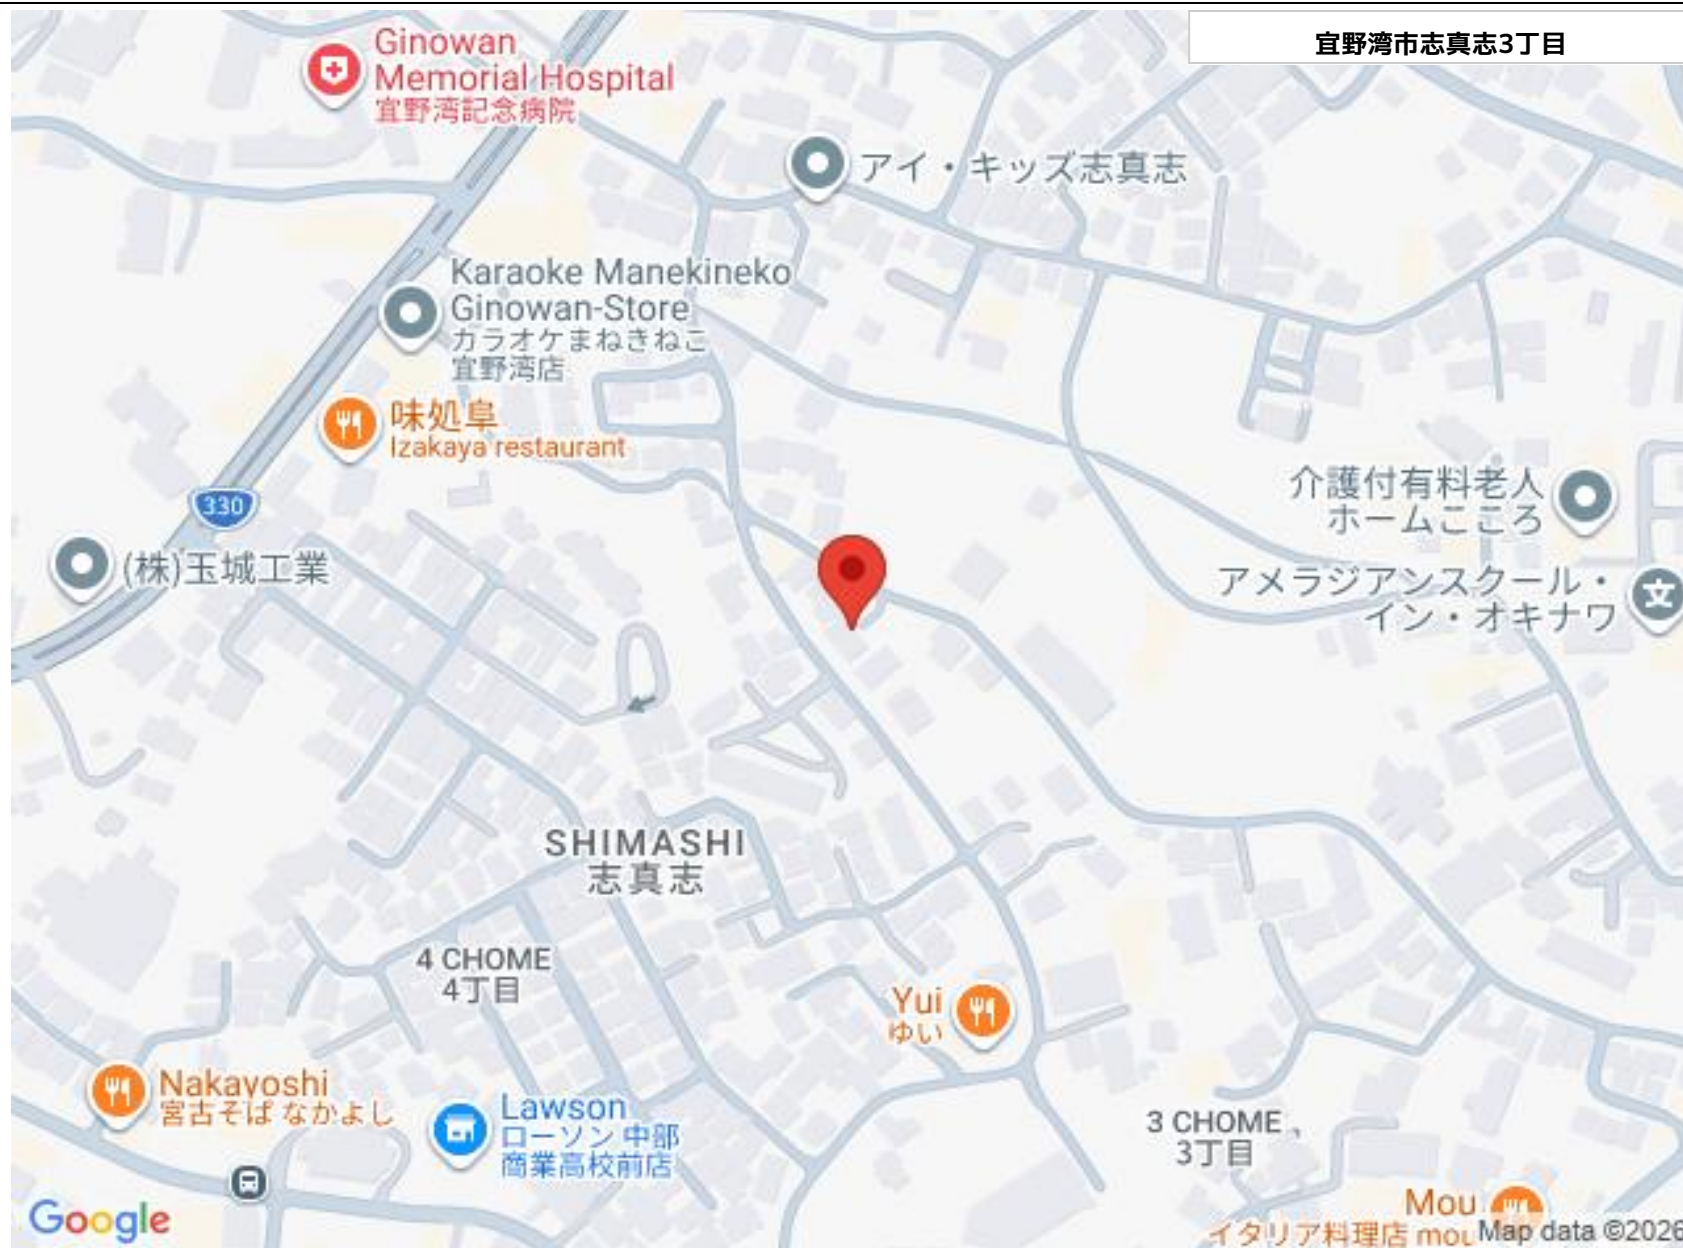 宜野湾市志真志3丁目
Ginowan
Memorial Hospital
宜野湾記念病院
アイ・キッズ志真志
Karaoke Manekineko
Ginowan-Store
カラオケまねきねこ
宜野湾店
味処阜
Izakaya restaurant
330
介護付有料老人
ホームこころ
(株)玉城工業
アメラジアンスクール・
イン・オキナワ
文
SHIMASHI
志真志
4 CHOME
4丁目
Yui
ゆい
Nakayoshi
宮古そば なかよし
Lawson
ローソン 中部
商業高校前店
3 CHOME
3丁目
Mou
イタリア料理店 mou
Google
Map data ©2026